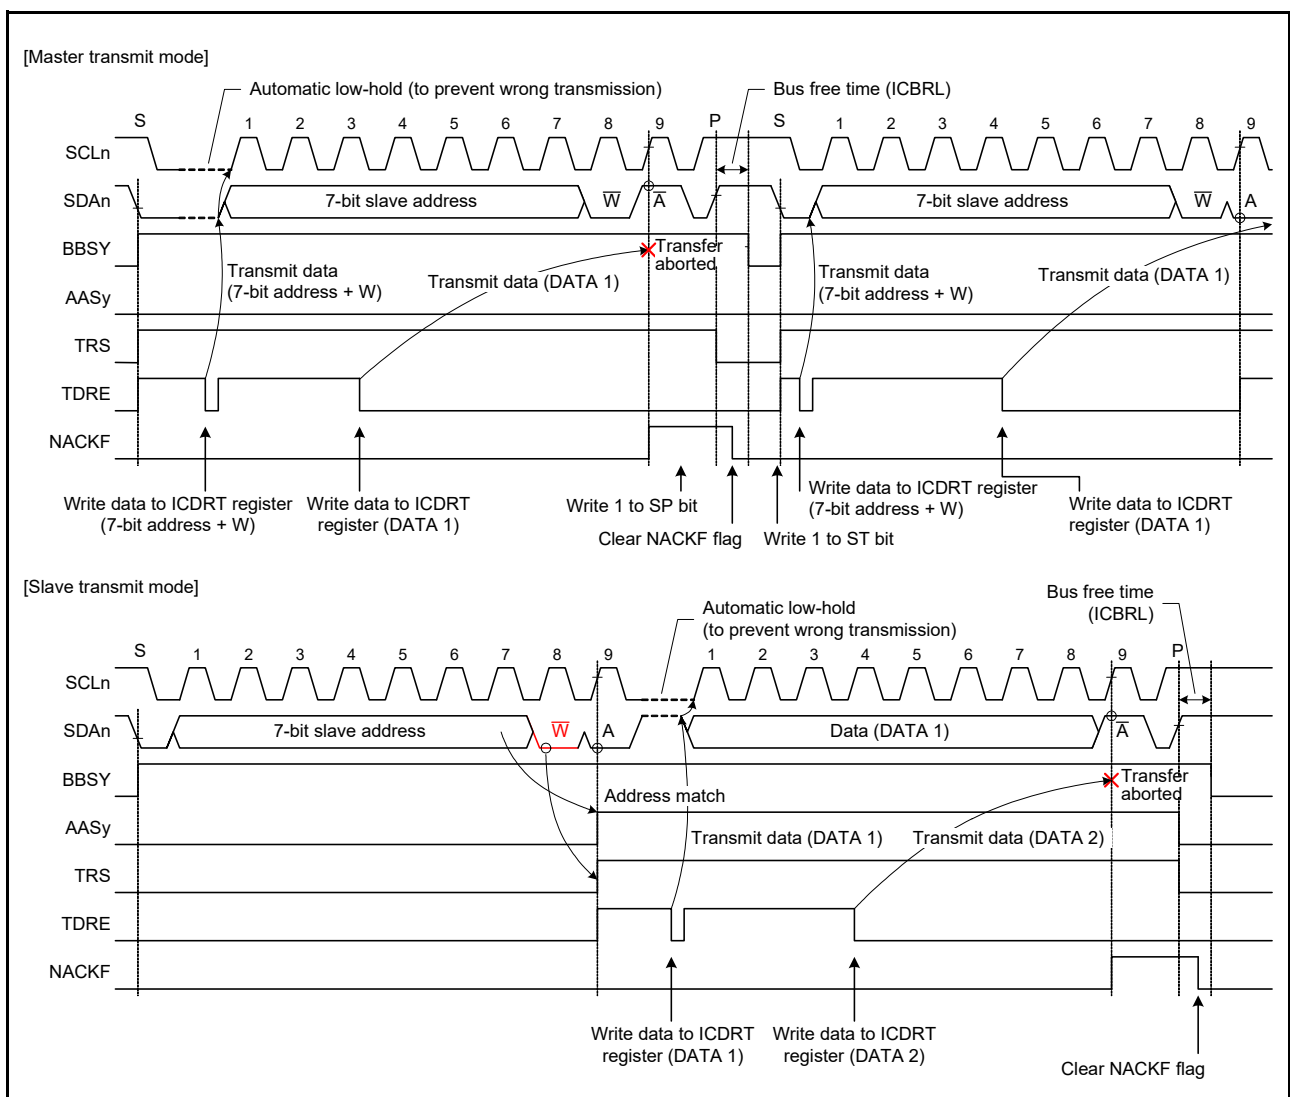 [Master transmit mode]
Automatic low-hold (to prevent wrong transmission)
Bus free time (ICBRL)
S 1 2 3 4 5 6 7 8 9 P S 1 2 3 4 5 6 7 8 9
SCLn
SDAn 7-bit slave address W̅ A̅ 7-bit slave address W̅ A
BBSY
Transfer
aborted
Transmit data
(7-bit address + W)
Transmit data (DATA 1)
Transmit data
(7-bit address + W)
Transmit data (DATA 1)
AASy
TRS
TDRE
NACKF
Write data to ICDRT register
(7-bit address + W)
Write data to ICDRT
register (DATA 1)
Write 1 to SP bit
Clear NACKF flag
Write 1 to ST bit
Write data to ICDRT register
(7-bit address + W)
Write data to ICDRT
register (DATA 1)
[Slave transmit mode]
Automatic low-hold
(to prevent wrong transmission)
Bus free time
(ICBRL)
S 1 2 3 4 5 6 7 8 9 1 2 3 4 5 6 7 8 9 P
SCLn
SDAn 7-bit slave address W̅ A Data (DATA 1) A̅
BBSY
Transfer
aborted
Address match
AASy
Transmit data (DATA 1)
Transmit data (DATA 2)
TRS
TDRE
NACKF
Write data to ICDRT
register (DATA 1)
Write data to ICDRT
register (DATA 2)
Clear NACKF flag